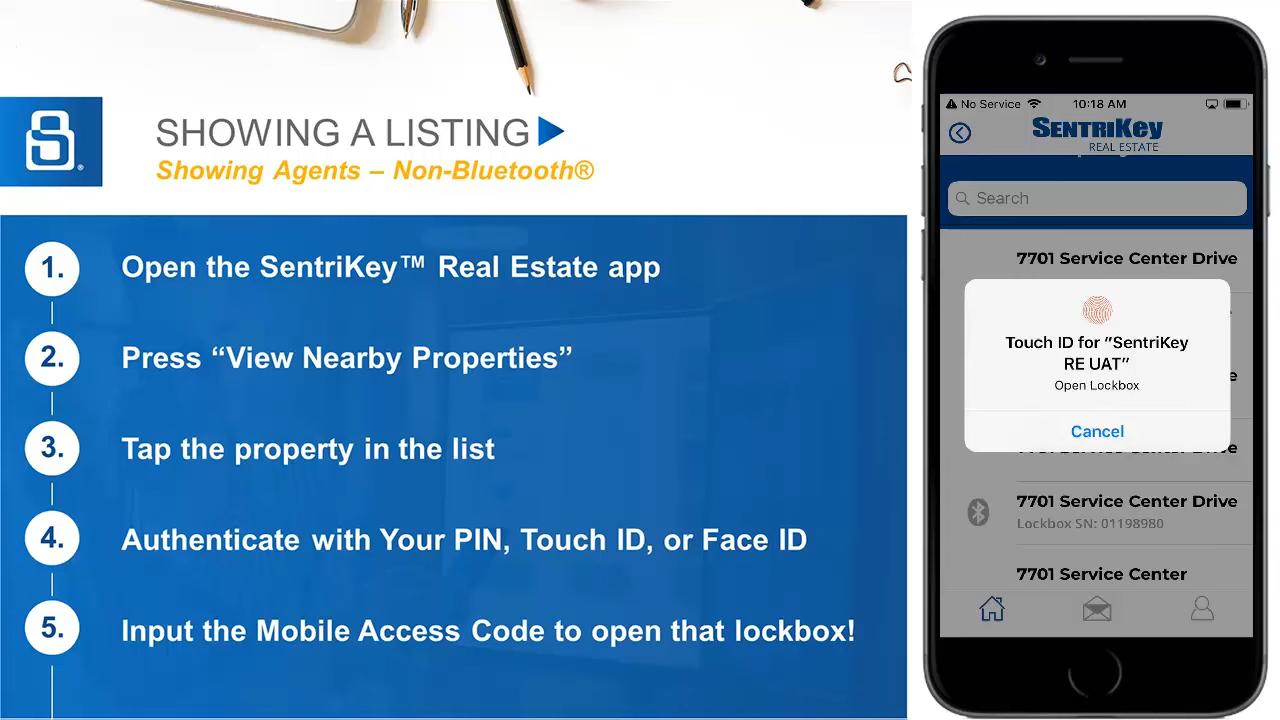 SHOWING A LISTING
Showing Agents – Non-Bluetooth®
1. Open the SentriKey™ Real Estate app
2. Press “View Nearby Properties”
3. Tap the property in the list
4. Authenticate with Your PIN, Touch ID, or Face ID
5. Input the Mobile Access Code to open that lockbox!
No Service 10:18 AM
SENTRIKEY
REAL ESTATE
Search
7701 Service Center Drive
Touch ID for “SentriKey
RE UAT”
Open Lockbox
Cancel
7701 Service Center Drive
Lockbox SN: 01198980
7701 Service Center